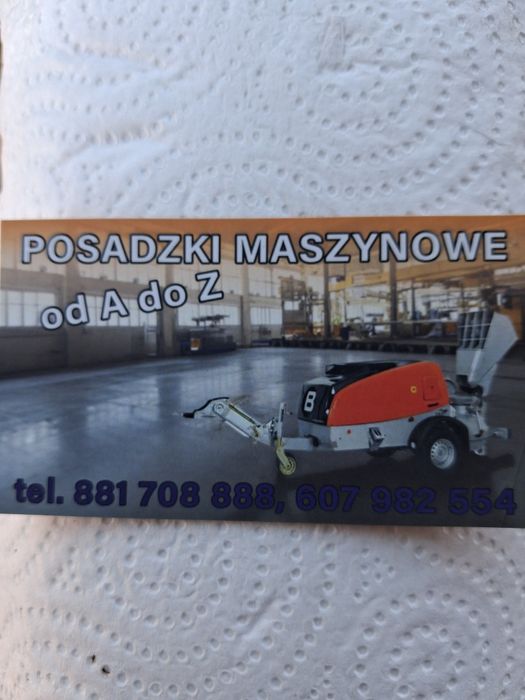 POSADZKI MASZYNOWE
od A do Z
tel. 881 708 888, 607 982 554